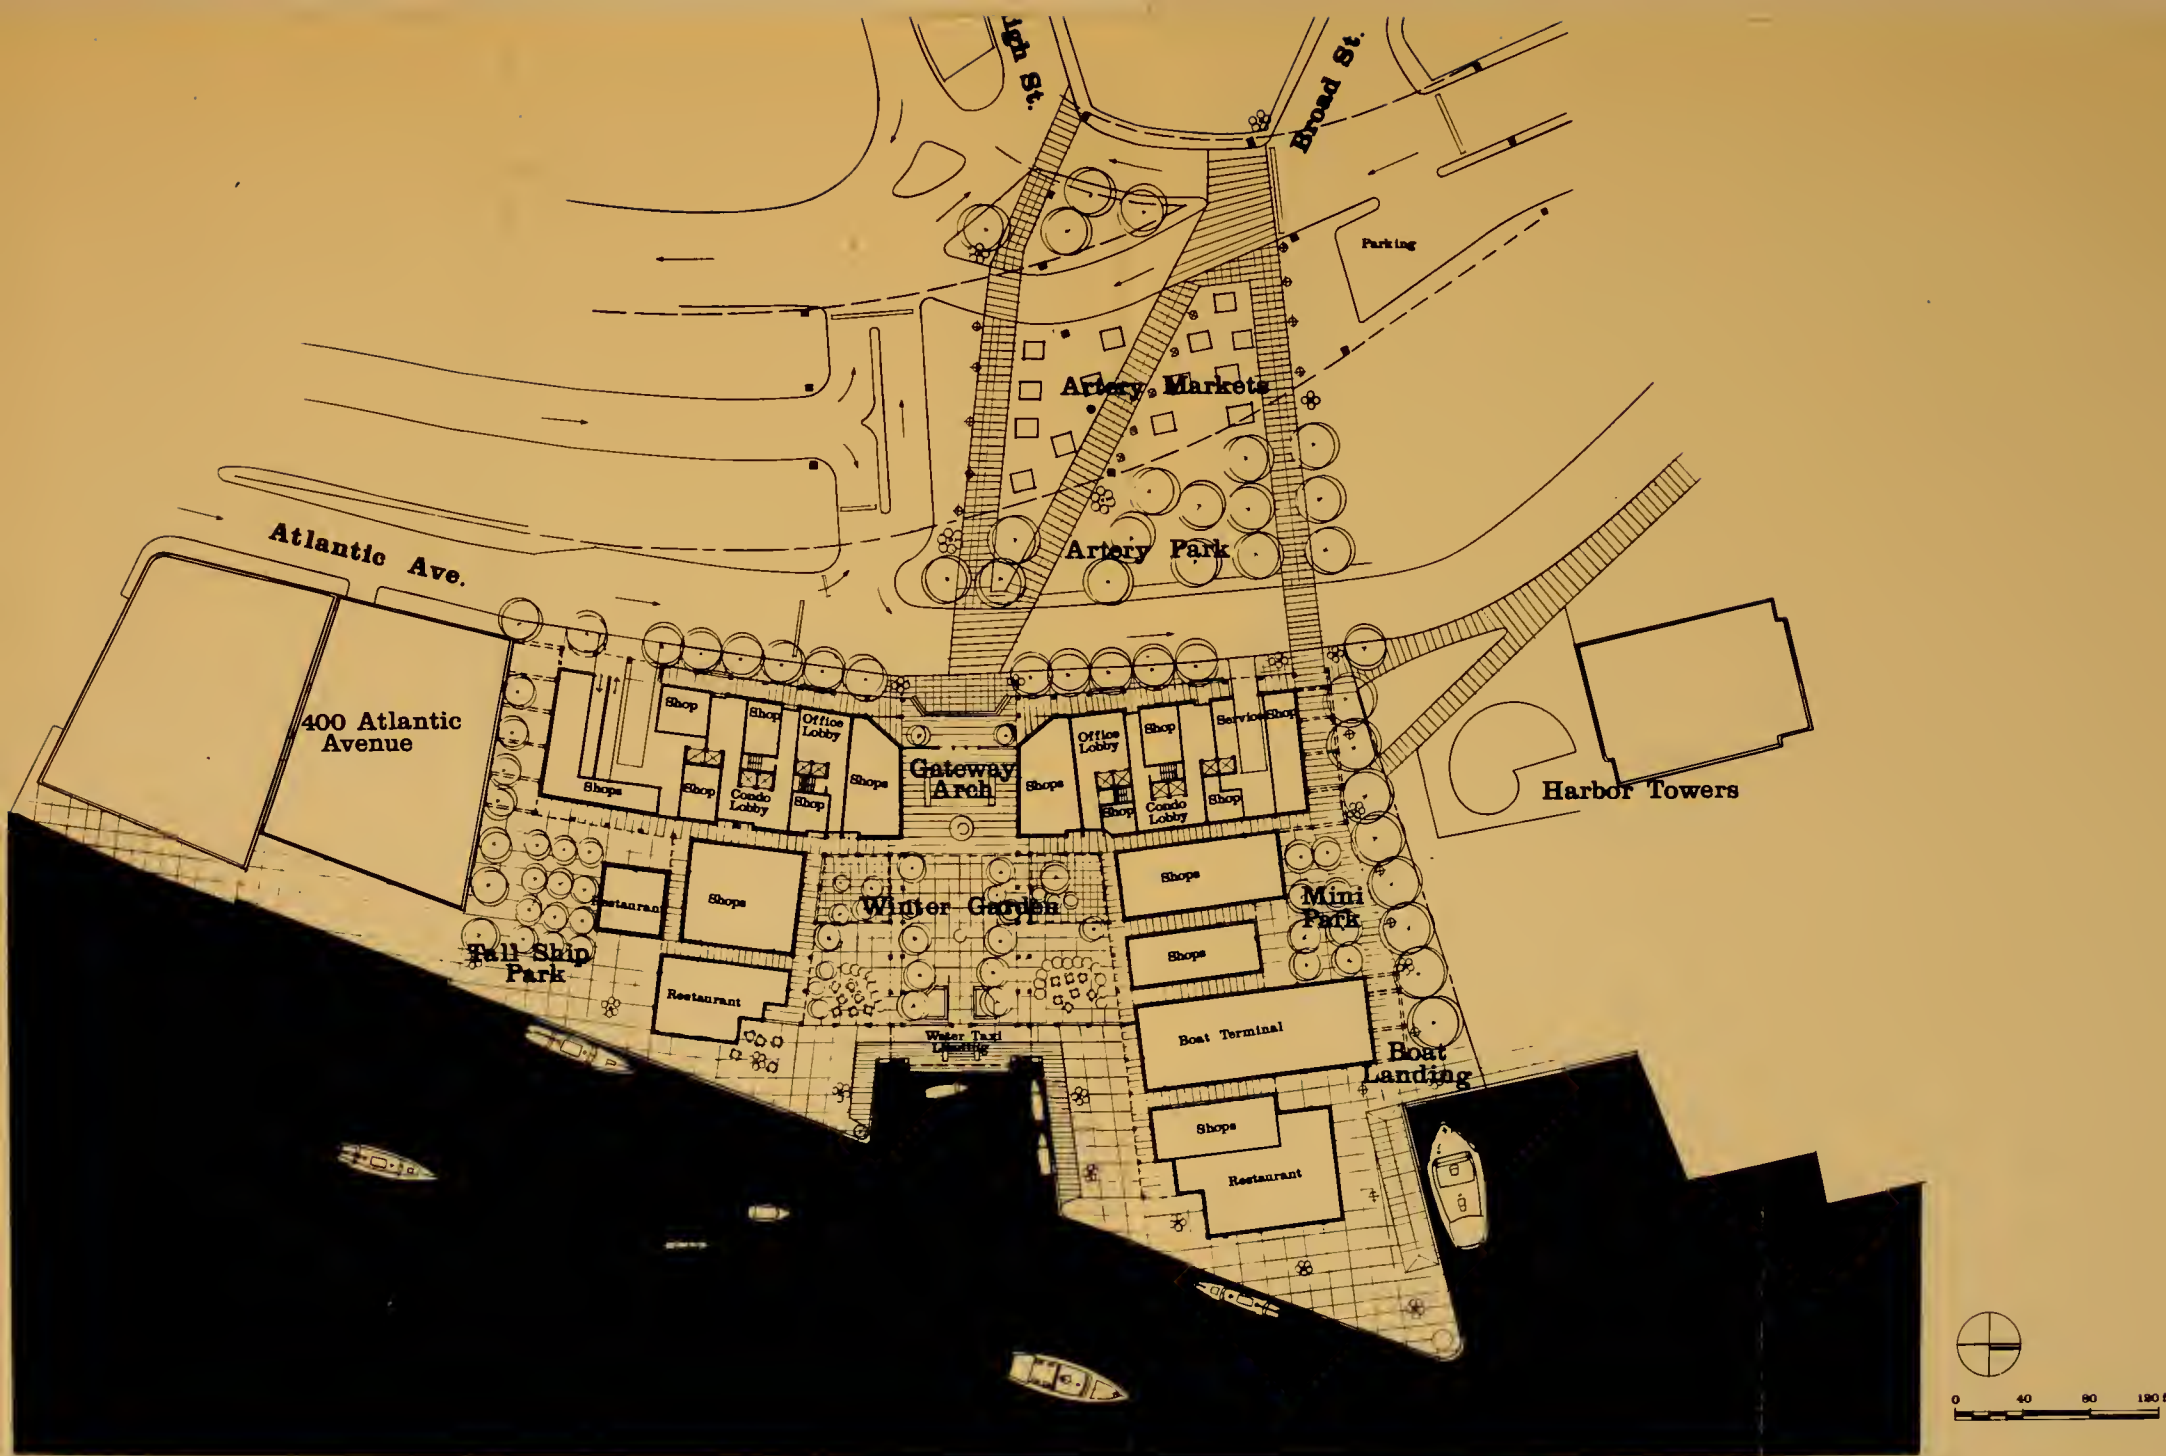 igh St.
Broad St.
Parking
Artery Markets
Artery Park
Atlantic Ave.
400 Atlantic
Avenue
Shop
Shop
Office
Lobby
Shops
Shops
Shop
Condo
Lobby
Shop
Gateway
Arch
Office
Lobby
Shop
Service
Shop
Shops
Shop
Condo
Lobby
Shop
Harbor Towers
Restaurant
Shops
Winter Garden
Shops
Mini
Park
Tall Ship
Park
Restaurant
Shops
Water Taxi
Landing
Boat Terminal
Boat
Landing
Shops
Restaurant
0 40 80 120 f